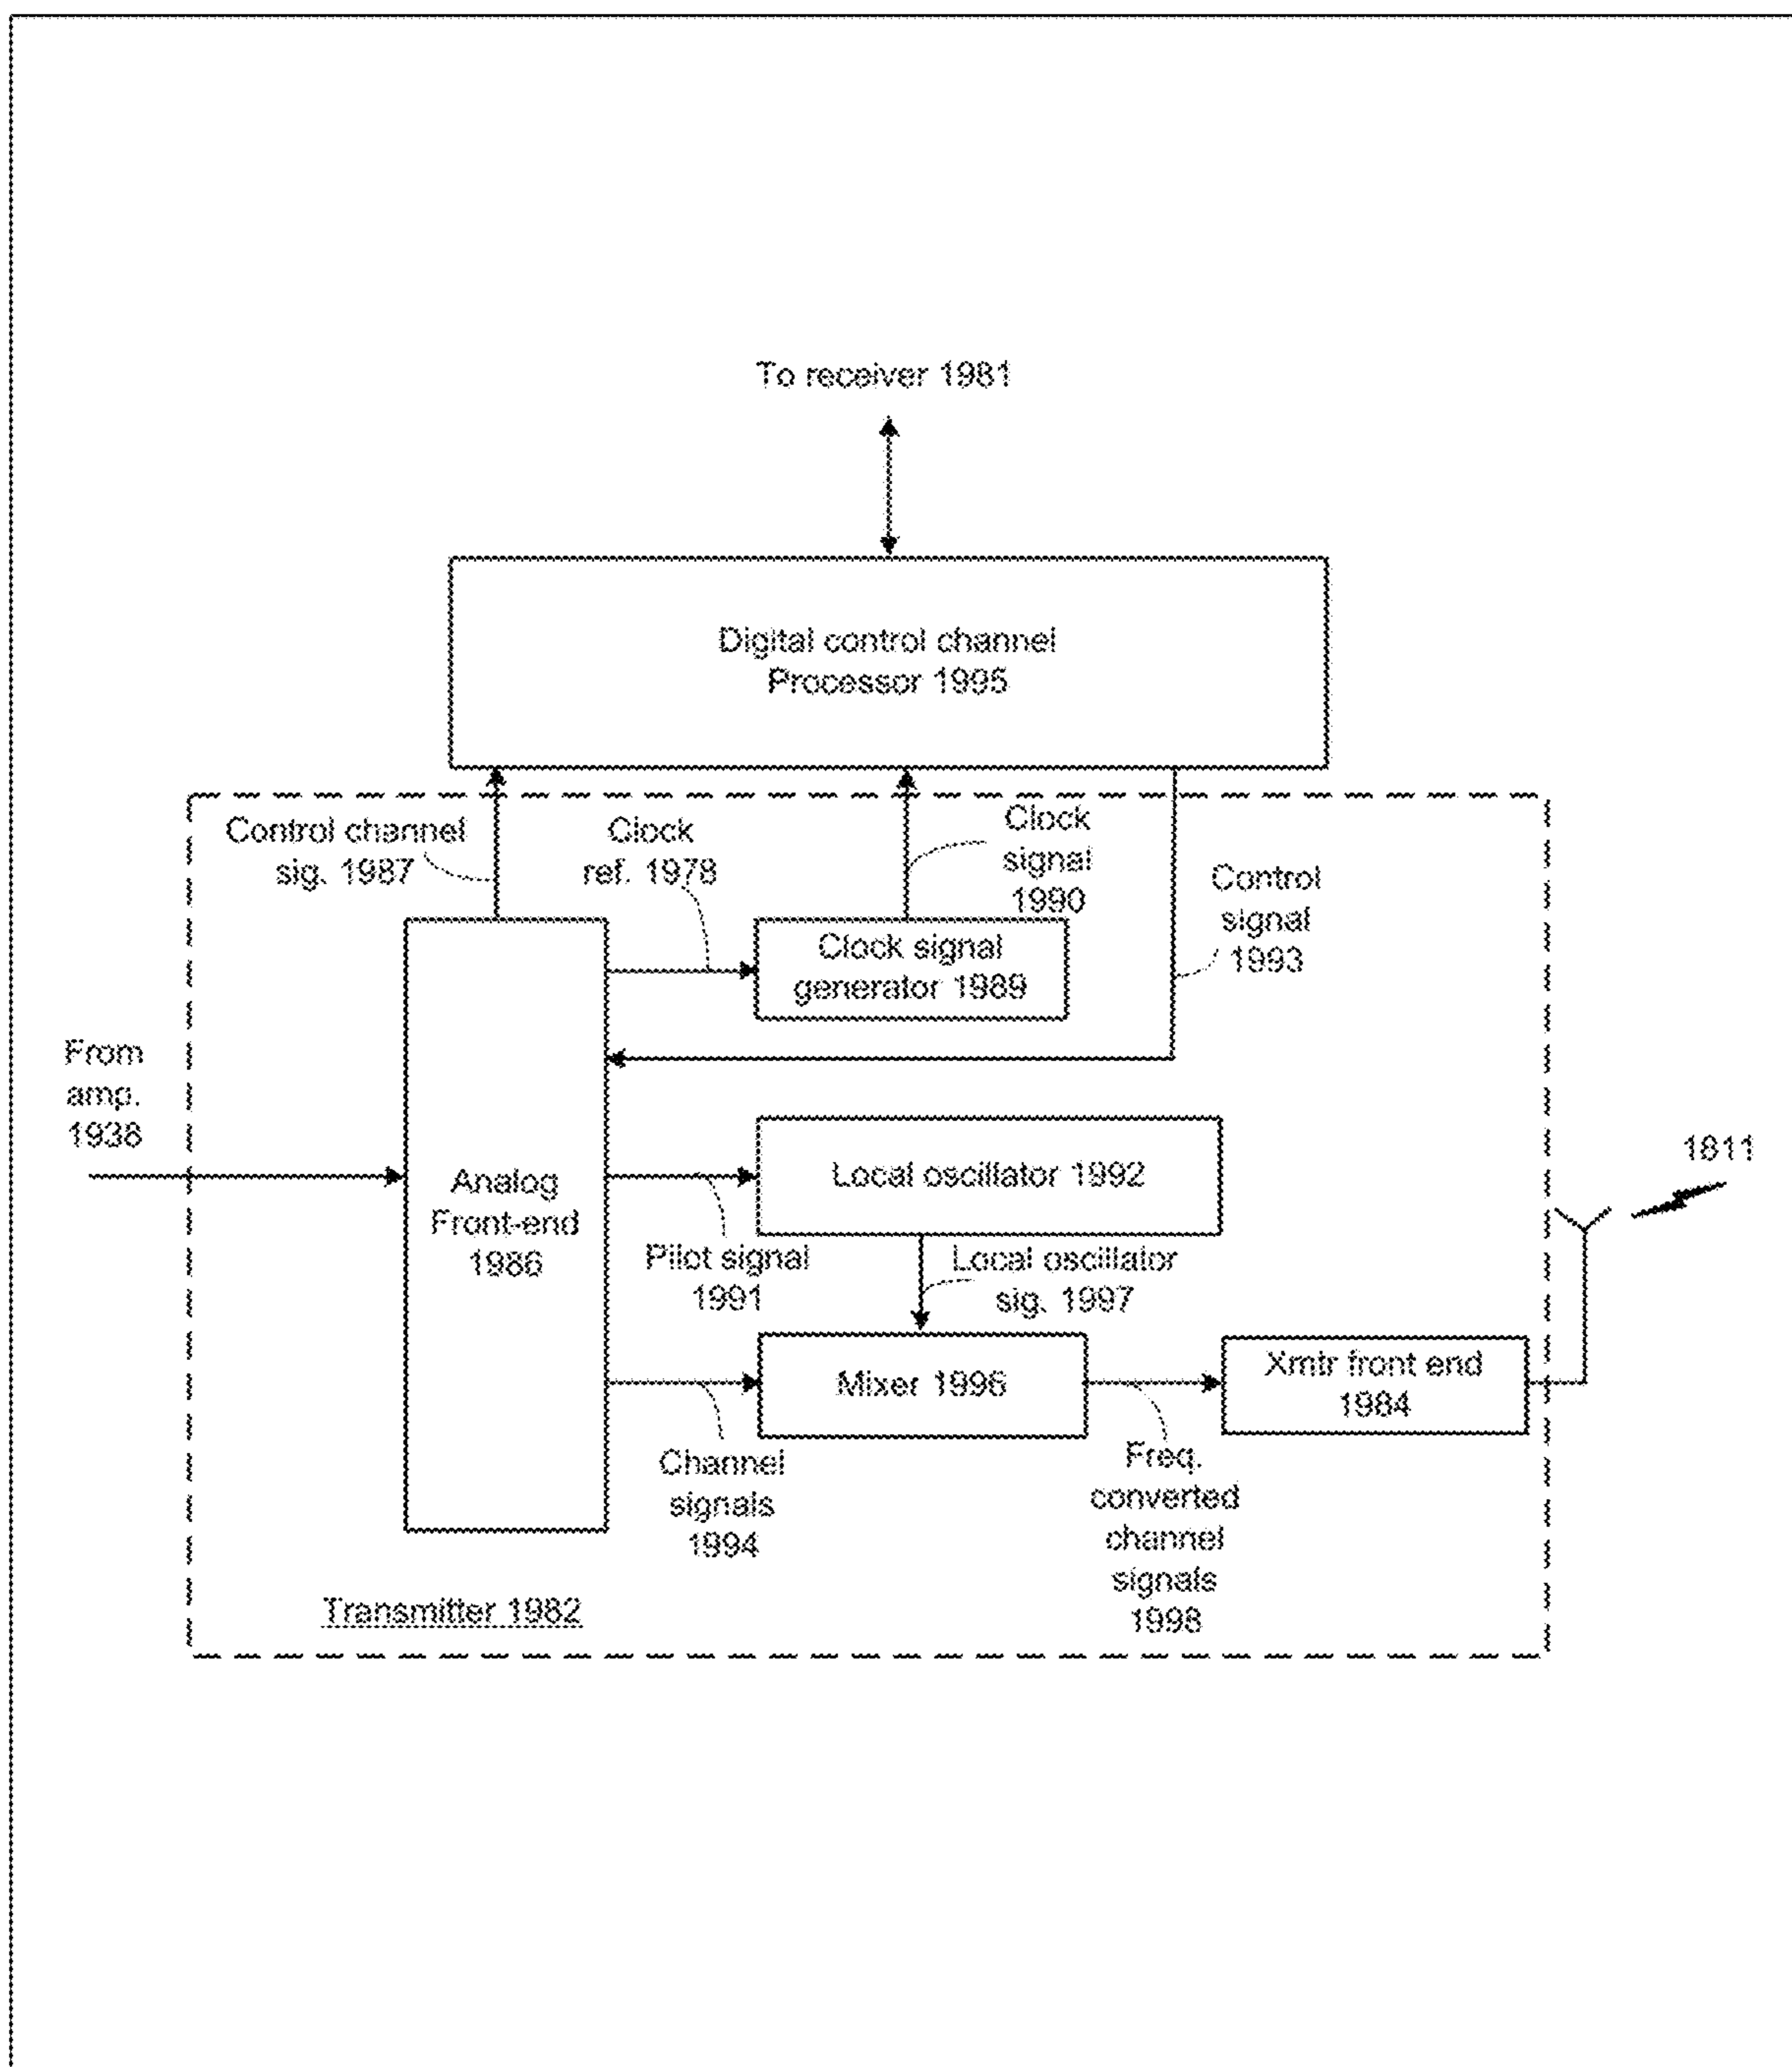 To receiver 1981
Digital control channel
Processor 1995
Control channel
sig. 1987
Clock
ref. 1978
Clock
signal
1990
Control
signal
1993
Clock signal
generator 1989
From
amp.
1938
Analog
Front-end
1986
Local oscillator 1992
1811
Pilot signal
1991
Local oscillator
sig. 1997
Mixer 1996
Xmtr front end
1984
Channel
signals
1994
Freq.
converted
channel
signals
1998
Transmitter 1982